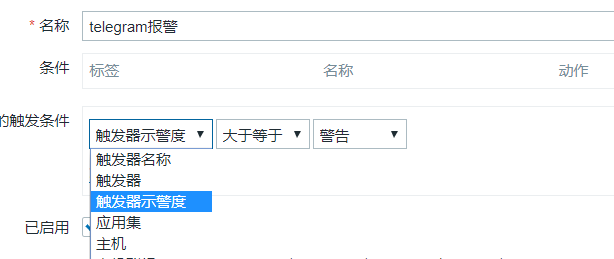 * 名称 telegram报警
条件 标签 名称 动作
的触发条件
触发器示警度 大于等于 警告
触发器名称
触发器
触发器示警度
应用集
已启用
主机